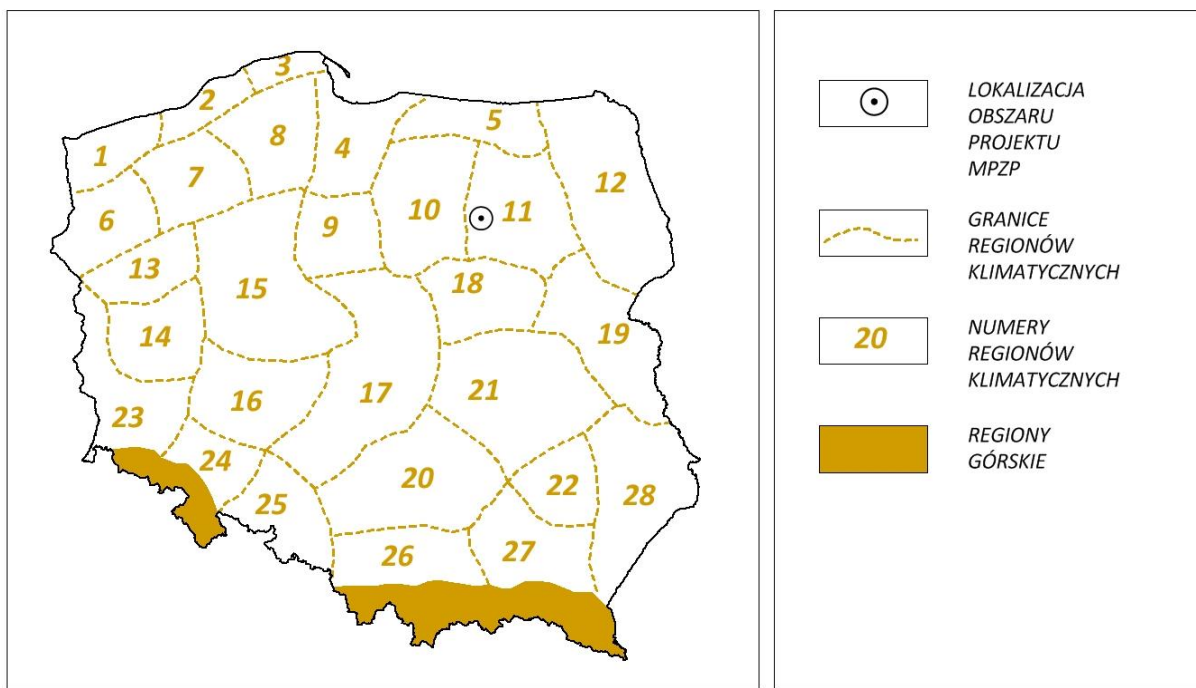 3
2
8
5
4
1
7
12
10
11
6
9
13
15
18
14
19
16
17
21
23
24
20
22
25
28
26
27
LOKALIZACJA
OBSZARU
PROJEKTU
MPZP
GRANICE
REGIONÓW
KLIMATYCZNYCH
20
NUMERY
REGIONÓW
KLIMATYCZNYCH
REGIONY
GÓRSKIE